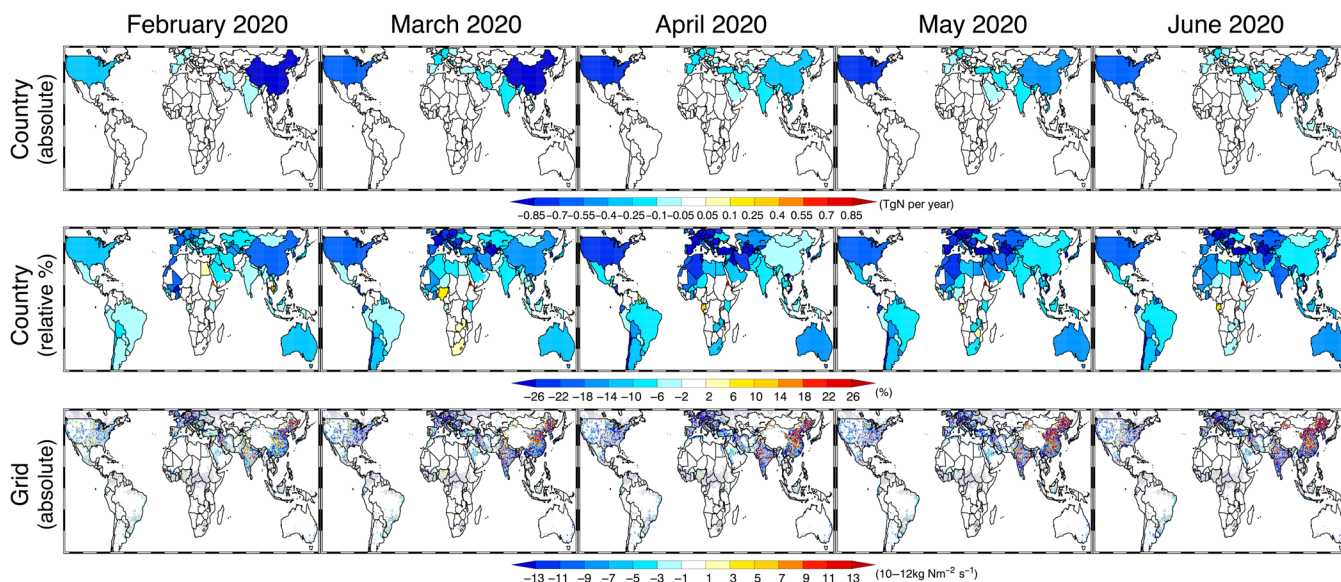 February 2020
March 2020
April 2020
May 2020
June 2020
Country
(absolute)
−0.85−0.7−0.55−0.4−0.25−0.1−0.05 0.05 0.1 0.25 0.4 0.55 0.7 0.85
(TgN per year)
Country
(relative %)
−26 −22 −18 −14 −10 −6 −2 2 6 10 14 18 22 26
(%)
Grid
(absolute)
−13 −11 −9 −7 −5 −3 −1 1 3 5 7 9 11 13
(10–12kg Nm⁻² s⁻¹)